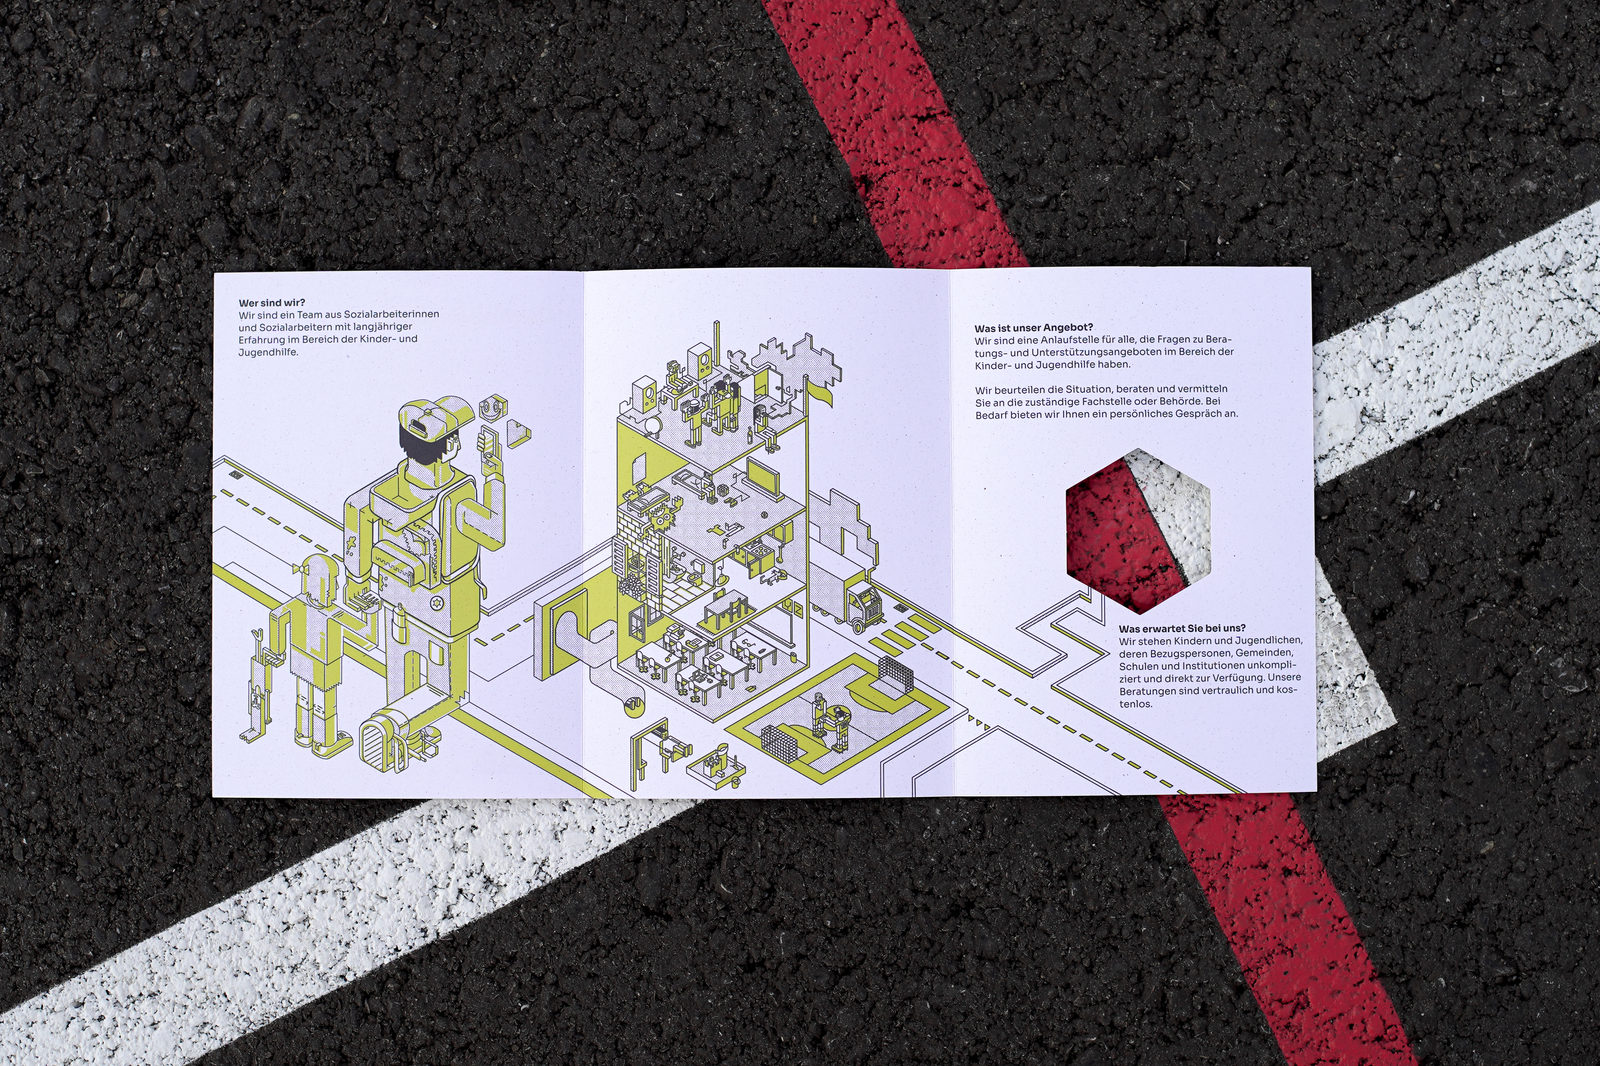 Wer sind wir?
Wir sind ein Team aus Sozialarbeiterinnen
und Sozialarbeitern mit langjähriger
Erfahrung im Bereich der Kinder- und
Jugendhilfe.
Was ist unser Angebot?
Wir sind eine Anlaufstelle für alle, die Fragen zu Bera-
tungs- und Unterstützungsangeboten im Bereich der
Kinder- und Jugendhilfe haben.
Wir beurteilen die Situation, beraten und vermitteln
Sie an die zuständige Fachstelle oder Behörde. Bei
Bedarf bieten wir Ihnen ein persönliches Gespräch an.
Was erwartet Sie bei uns?
Wir stehen Kindern und Jugendlichen,
deren Bezugspersonen, Gemeinden,
Schulen und Institutionen unkompli-
ziert und direkt zur Verfügung. Unsere
Beratungen sind vertraulich und kos-
tenlos.